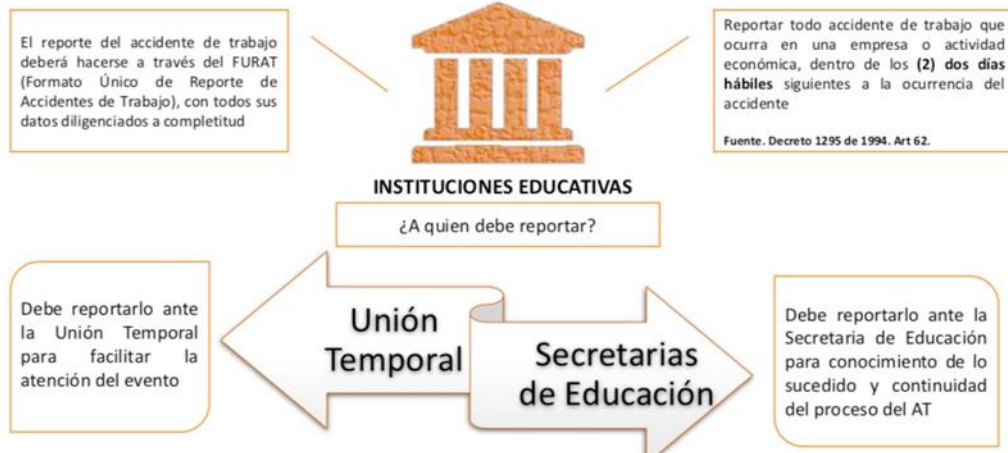 El reporte del accidente de trabajo
deberá hacerse a través del FURAT
(Formato Único de Reporte de
Accidentes de Trabajo), con todos sus
datos diligenciados a completitud
Reportar todo accidente de trabajo que
ocurra en una empresa o actividad
económica, dentro de los (2) dos días
hábiles siguientes a la ocurrencia del
accidente
Fuente. Decreto 1295 de 1994. Art 62.
INSTITUCIONES EDUCATIVAS
¿A quien debe reportar?
Debe reportarlo ante
la Unión Temporal
para facilitar la
atención del evento
Unión
Temporal
Secretarias
de Educación
Debe reportarlo ante la
Secretaria de Educación
para conocimiento de lo
sucedido y continuidad
del proceso del AT